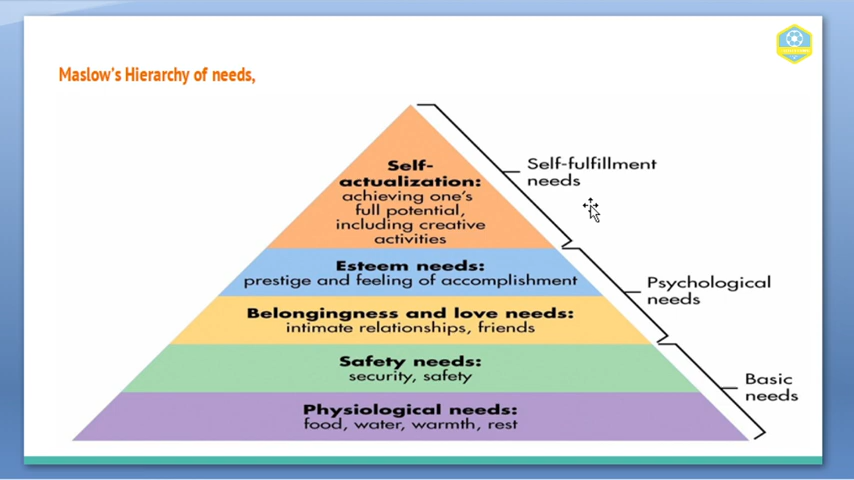 Maslow's Hierarchy of needs,
Self-
actualization:
achieving one's
full potential,
including creative
activities
Self-fulfillment
needs
Esteem needs:
prestige and feeling of accomplishment
Psychological
needs
Belongingness and love needs:
intimate relationships, friends
Safety needs:
security, safety
Basic
needs
Physiological needs:
food, water, warmth, rest